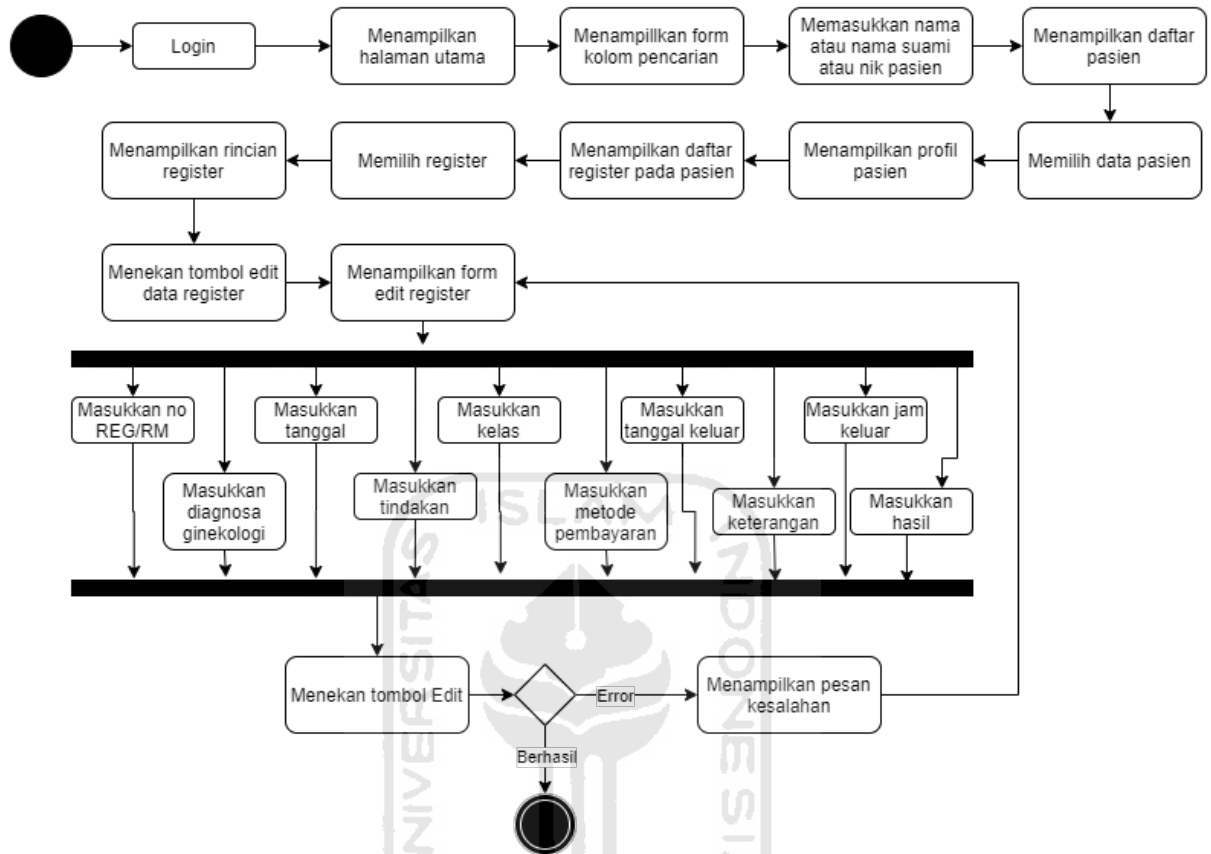 Login
Menampilkan
halaman utama
Menampillkan form
kolom pencarian
Memasukkan nama
atau nama suami
atau nik pasien
Menampilkan daftar
pasien
Menampilkan rincian
register
Memilih register
Menampilkan daftar
register pada pasien
Menampilkan profil
pasien
Memilih data pasien
Menekan tombol edit
data register
Menampilkan form
edit register
Masukkan no
REG/RM
Masukkan
tanggal
Masukkan
kelas
Masukkan
tanggal keluar
Masukkan jam
keluar
Masukkan
diagnosa
ginekologi
Masukkan
tindakan
Masukkan
metode
pembayaran
Masukkan
keterangan
Masukkan
hasil
Menekan tombol Edit
Error
Menampilkan pesan
kesalahan
Berhasil
ISLAM
UNIVERSITAS
INDONESIA